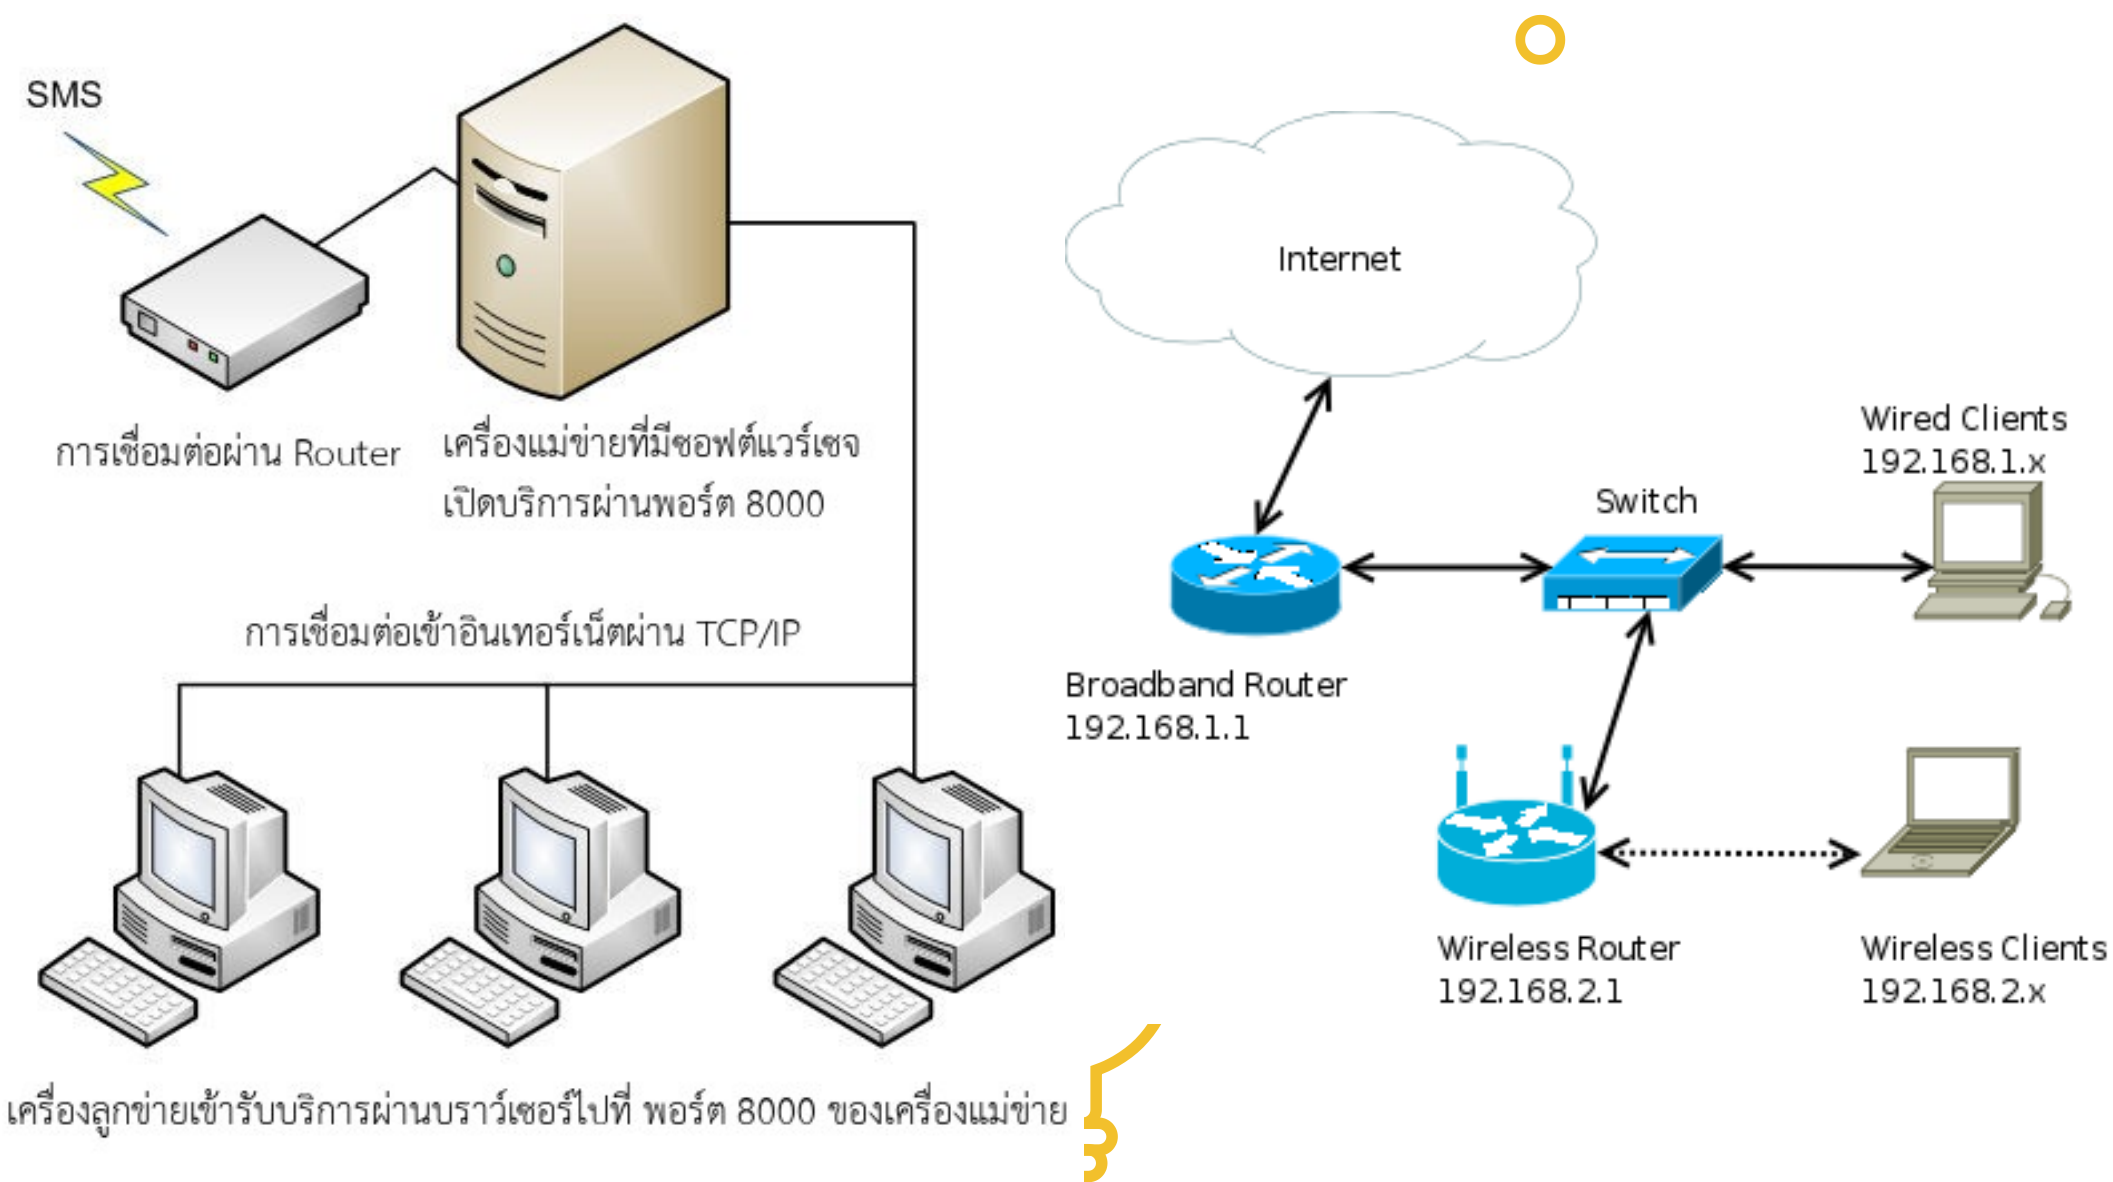 SMS
การเชื่อมต่อผ่าน Router
เครื่องแม่ข่ายที่มีซอฟต์แวร์เซจ
เปิดบริการผ่านพอร์ต 8000
การเชื่อมต่อเข้าอินเทอร์เน็ตผ่าน TCP/IP
เครื่องลูกข่ายเข้ารับบริการผ่านบราว์เซอร์ไปที่ พอร์ต 8000 ของเครื่องแม่ข่าย
Internet
Wired Clients
192.168.1.x
Switch
Broadband Router
192.168.1.1
Wireless Router
192.168.2.1
Wireless Clients
192.168.2.x